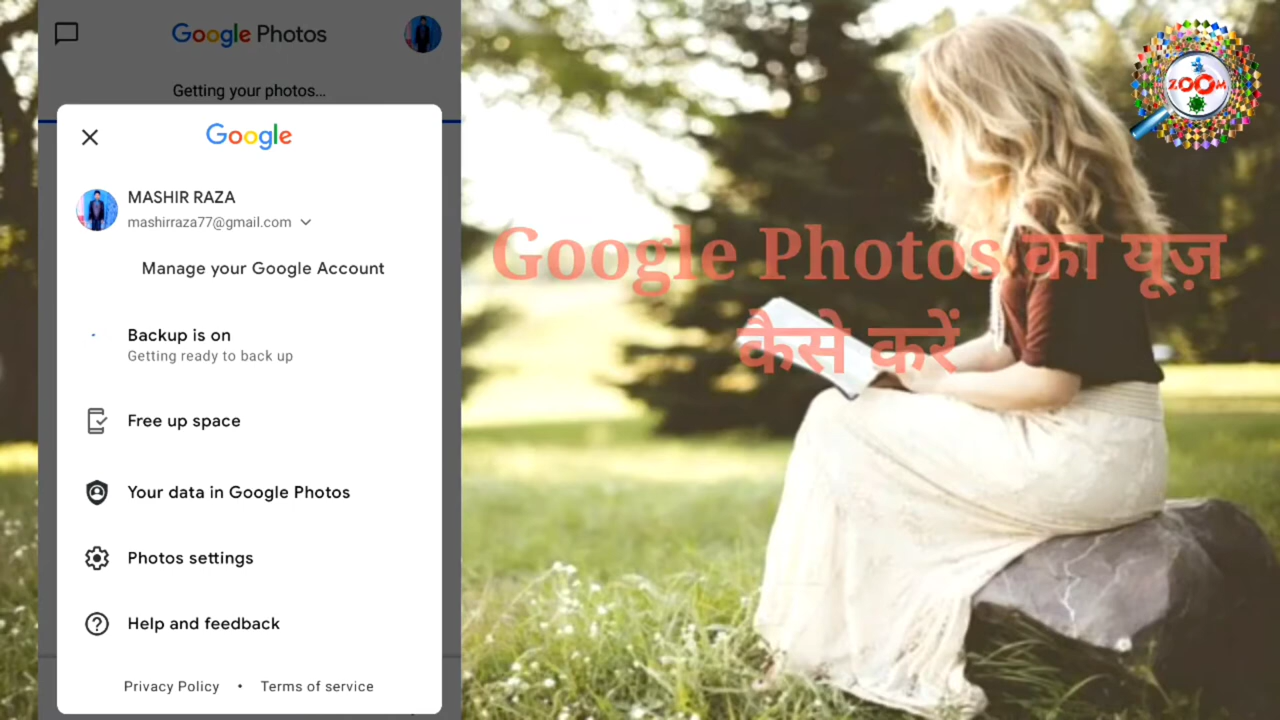 Google Photos
Getting your photos...
Google
MASHIR RAZA
mashirraza77@gmail.com
Manage your Google Account
Backup is on
Getting ready to back up
Free up space
Your data in Google Photos
Photos settings
Help and feedback
Privacy Policy • Terms of service
Google Photos का यूज़
कैसे करें
ZOOM